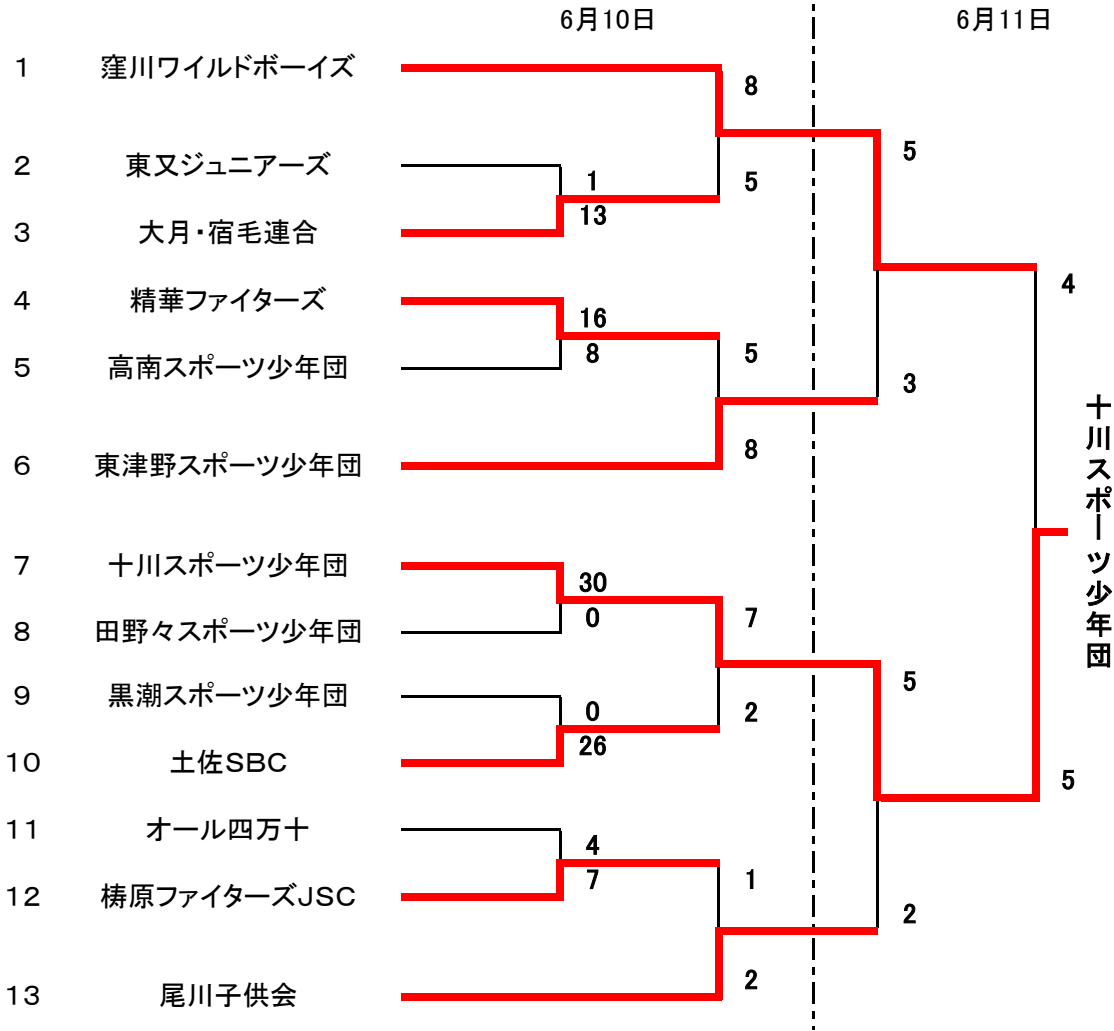 6月10日
6月11日
1
窪川ワイルドボーイズ
8
5
2
東又ジュニアーズ
1
5
3
大月・宿毛連合
13
4
精華ファイターズ
16
4
5
高南スポーツ少年団
8
5
3
6
東津野スポーツ少年団
8
十川スポーツ少年団
7
十川スポーツ少年団
30
7
8
田野々スポーツ少年団
0
9
黒潮スポーツ少年団
0
2
5
10
土佐SBC
26
5
11
オール四万十
4
12
梼原ファイターズJSC
7
1
2
13
尾川子供会
2